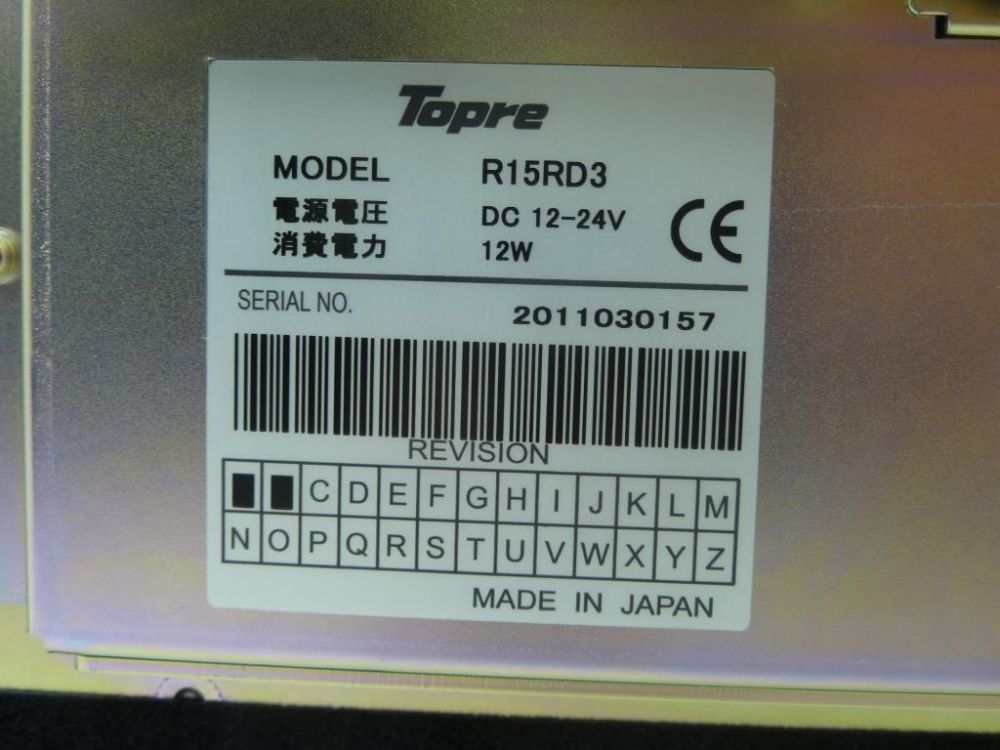 Topre
MODEL R15RD3
電源電圧 DC 12-24V
消費電力 12W
CE
SERIAL NO. 2011030157
REVISION
C D E F G H I J K L M
N O P Q R S T U V W X Y Z
MADE IN JAPAN